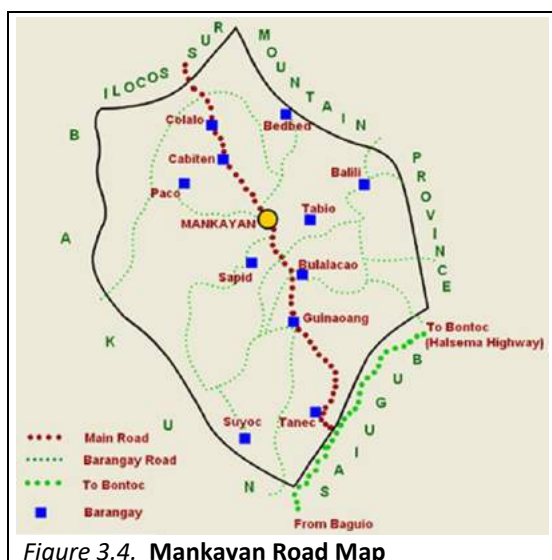 ILOCOS SUR
MOUNTAIN PROVINCE
BAKUN
BUGUIAS
Colalo
Bedbed
Cabiten
Paco
Balili
Tabio
MANKAYAN
Sapid
Bulalacao
Guinaoang
To Bontoc
(Halsema Highway)
Suyoc
Tanec
Main Road
Barangay Road
To Bontoc
Barangay
From Baguio
Figure 3.4. Mankayan Road Map